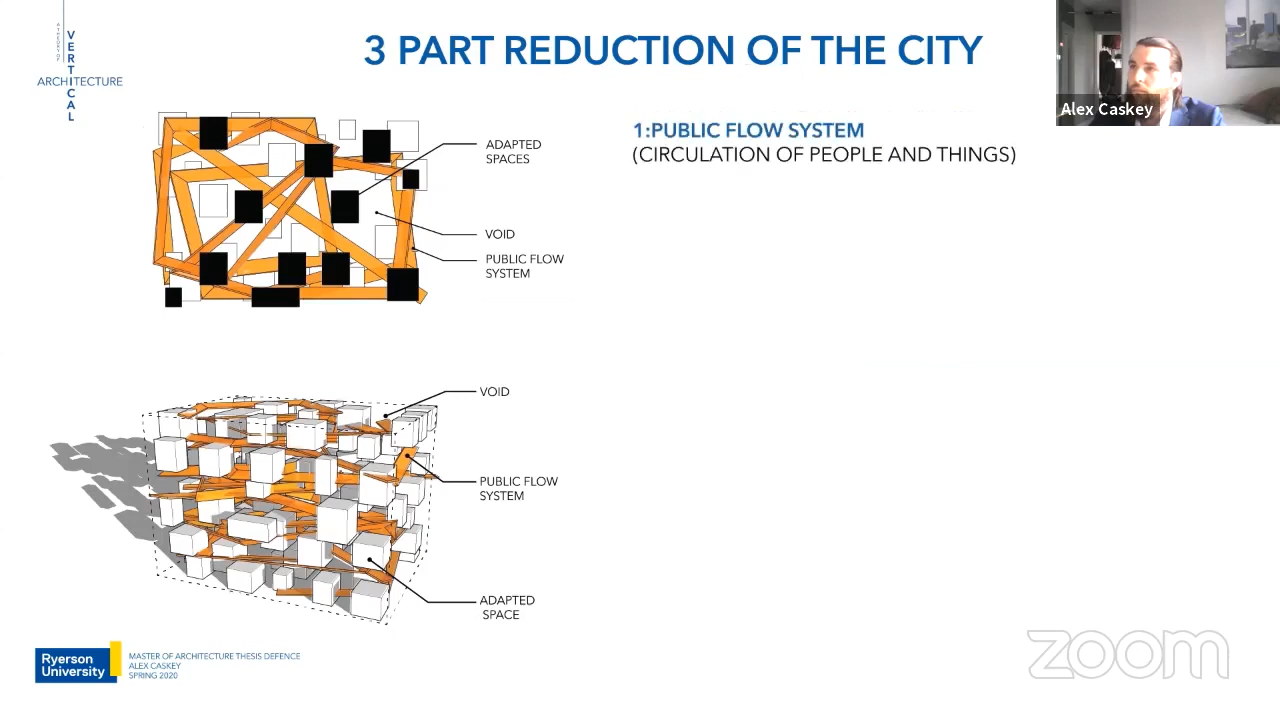 A THEORY OF
VERTICAL
ARCHITECTURE
3 PART REDUCTION OF THE CITY
Alex Caskey
1:PUBLIC FLOW SYSTEM
(CIRCULATION OF PEOPLE AND THINGS)
ADAPTED
SPACES
VOID
PUBLIC FLOW
SYSTEM
VOID
PUBLIC FLOW
SYSTEM
ADAPTED
SPACE
Ryerson
University
MASTER OF ARCHITECTURE THESIS DEFENCE
ALEX CASKEY
SPRING 2020
zoom